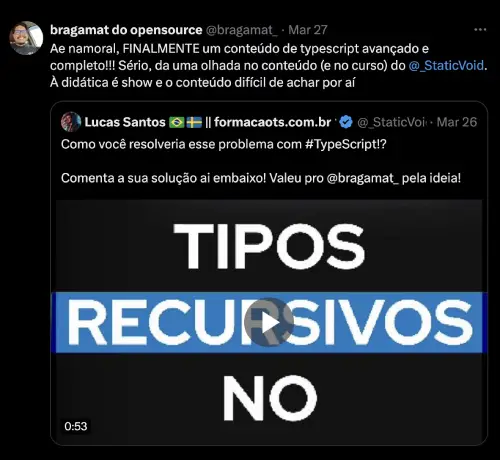 bragamat do opensource @bragamat_ · Mar 27
Ae namoral, FINALMENTE um conteúdo de typescript avançado e
completo!!! Sério, da uma olhada no conteúdo (e no curso) do @_StaticVoid.
À didática é show e o conteúdo difícil de achar por aí
Lucas Santos 🇧🇷🇸🇪 || formacaots.com.br @_StaticVoi · Mar 26
Como você resolveria esse problema com #TypeScript!?
Comenta a sua solução ai embaixo! Valeu pro @bragamat_ pela ideia!
TIPOS
RECURSIVOS
NO
0:53